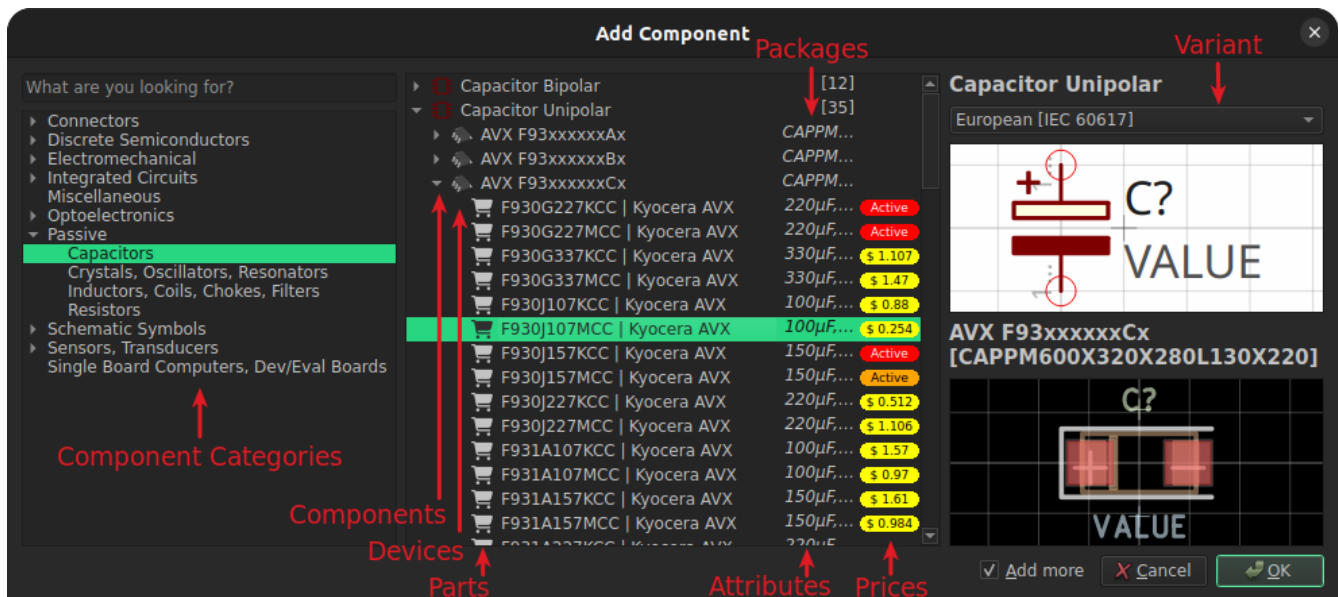 Add Component
Packages
Variant
What are you looking for?
Connectors
Discrete Semiconductors
Electromechanical
Integrated Circuits
Miscellaneous
Optoelectronics
Passive
Capacitors
Crystals, Oscillators, Resonators
Inductors, Coils, Chokes, Filters
Resistors
Schematic Symbols
Sensors, Transducers
Single Board Computers, Dev/Eval Boards
Component Categories
Capacitor Bipolar [12]
Capacitor Unipolar [35]
AVX F93xxxxxxAx CAPPM...
AVX F93xxxxxxBx CAPPM...
AVX F93xxxxxxCx CAPPM...
F930G227KCC | Kyocera AVX 220µF,... Active
F930G227MCC | Kyocera AVX 220µF,... Active
F930G337KCC | Kyocera AVX 330µF,... $ 1.107
F930G337MCC | Kyocera AVX 330µF,... $ 1.47
F930J107KCC | Kyocera AVX 100µF,... $ 0.88
F930J107MCC | Kyocera AVX 100µF,... $ 0.254
F930J157KCC | Kyocera AVX 150µF,... Active
F930J157MCC | Kyocera AVX 150µF,... Active
F930J227KCC | Kyocera AVX 220µF,... $ 0.512
F930J227MCC | Kyocera AVX 220µF,... $ 1.106
F931A107KCC | Kyocera AVX 100µF,... $ 1.57
F931A107MCC | Kyocera AVX 100µF,... $ 0.97
F931A157KCC | Kyocera AVX 150µF,... $ 1.61
F931A157MCC | Kyocera AVX 150µF,... $ 0.984
Components
Devices
Parts
Attributes
Prices
Capacitor Unipolar
European [IEC 60617]
C?
VALUE
AVX F93xxxxxxCx
[CAPPM600X320X280L130X220]
C?
VALUE
Add more
Cancel
OK